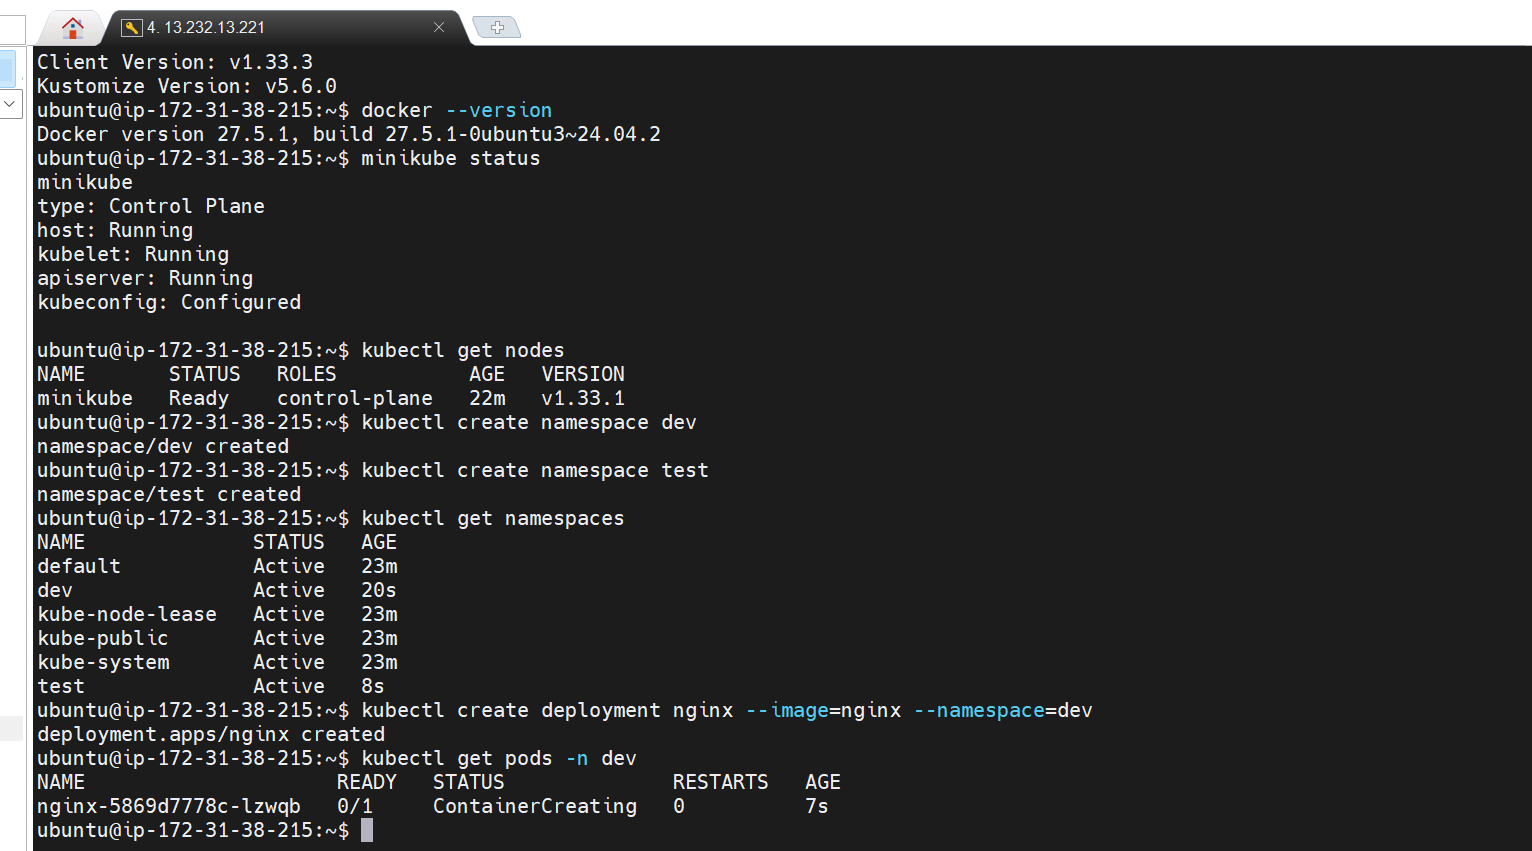 4. 13.232.13.221
Client Version: v1.33.3
Kustomize Version: v5.6.0
ubuntu@ip-172-31-38-215:~$ docker --version
Docker version 27.5.1, build 27.5.1-0ubuntu3~24.04.2
ubuntu@ip-172-31-38-215:~$ minikube status
minikube
type: Control Plane
host: Running
kubelet: Running
apiserver: Running
kubeconfig: Configured
ubuntu@ip-172-31-38-215:~$ kubectl get nodes
NAME       STATUS   ROLES           AGE   VERSION
minikube   Ready    control-plane   22m   v1.33.1
ubuntu@ip-172-31-38-215:~$ kubectl create namespace dev
namespace/dev created
ubuntu@ip-172-31-38-215:~$ kubectl create namespace test
namespace/test created
ubuntu@ip-172-31-38-215:~$ kubectl get namespaces
NAME              STATUS   AGE
default           Active   23m
dev               Active   20s
kube-node-lease   Active   23m
kube-public       Active   23m
kube-system       Active   23m
test              Active   8s
ubuntu@ip-172-31-38-215:~$ kubectl create deployment nginx --image=nginx --namespace=dev
deployment.apps/nginx created
ubuntu@ip-172-31-38-215:~$ kubectl get pods -n dev
NAME                     READY   STATUS              RESTARTS   AGE
nginx-5869d7778c-lzwqb   0/1     ContainerCreating   0          7s
ubuntu@ip-172-31-38-215:~$